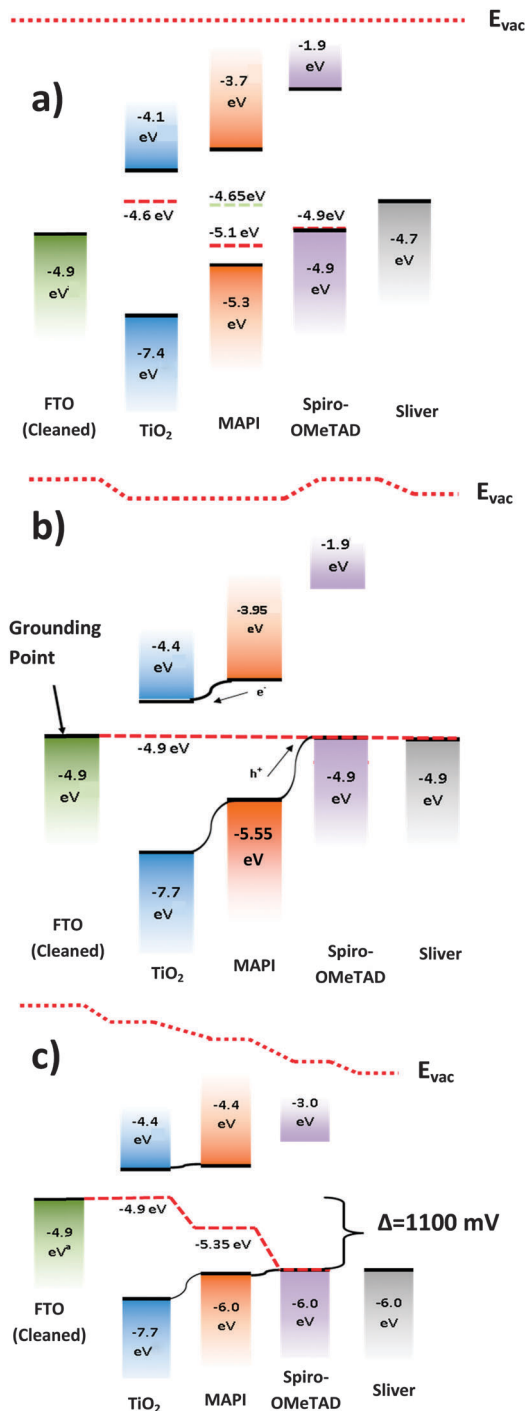 E_vac
a)
-1.9
eV
-3.7
eV
-4.1
eV
-4.65eV
-4.6 eV
-5.1 eV
-4.9eV
-4.9
eV
-4.9
eV
-4.7
eV
-5.3
eV
-7.4
eV
FTO
(Cleaned)
TiO₂
MAPI
Spiro-
OMeTAD
Sliver
E_vac
b)
-1.9
eV
-3.95
eV
-4.4
eV
Grounding
Point
e⁻
-4.9 eV
h⁺
-4.9
eV
-4.9
eV
-4.9
eV
-5.55
eV
-7.7
eV
FTO
(Cleaned)
TiO₂
MAPI
Spiro-
OMeTAD
Sliver
E_vac
c)
-4.4
eV
-4.4
eV
-3.0
eV
-4.9 eV
-5.35 eV
Δ=1100 mV
-4.9
eVᵃ
-6.0
eV
-6.0
eV
-6.0
eV
-7.7
eV
FTO
(Cleaned)
TiO₂
MAPI
Spiro-
OMeTAD
Sliver